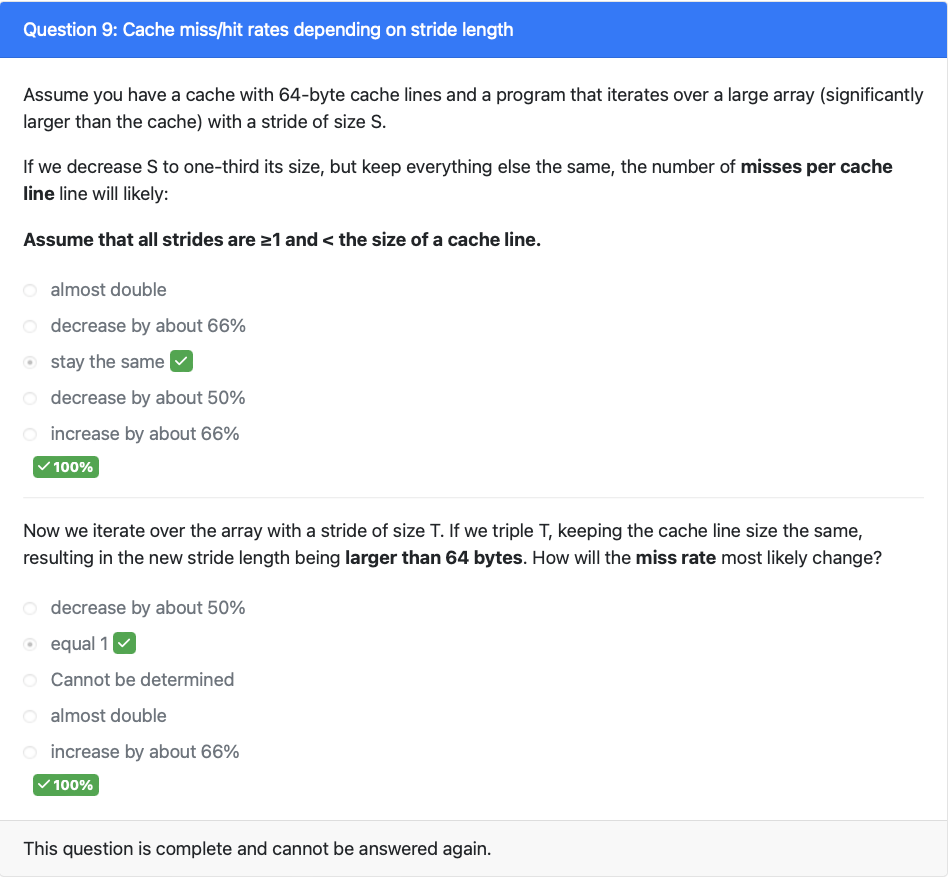 Question 9: Cache miss/hit rates depending on stride length
Assume you have a cache with 64-byte cache lines and a program that iterates over a large array (significantly
larger than the cache) with a stride of size S.
If we decrease S to one-third its size, but keep everything else the same, the number of misses per cache
line line will likely:
Assume that all strides are ≥1 and < the size of a cache line.
almost double
decrease by about 66%
stay the same
decrease by about 50%
increase by about 66%
100%
Now we iterate over the array with a stride of size T. If we triple T, keeping the cache line size the same,
resulting in the new stride length being larger than 64 bytes. How will the miss rate most likely change?
decrease by about 50%
equal 1
Cannot be determined
almost double
increase by about 66%
100%
This question is complete and cannot be answered again.